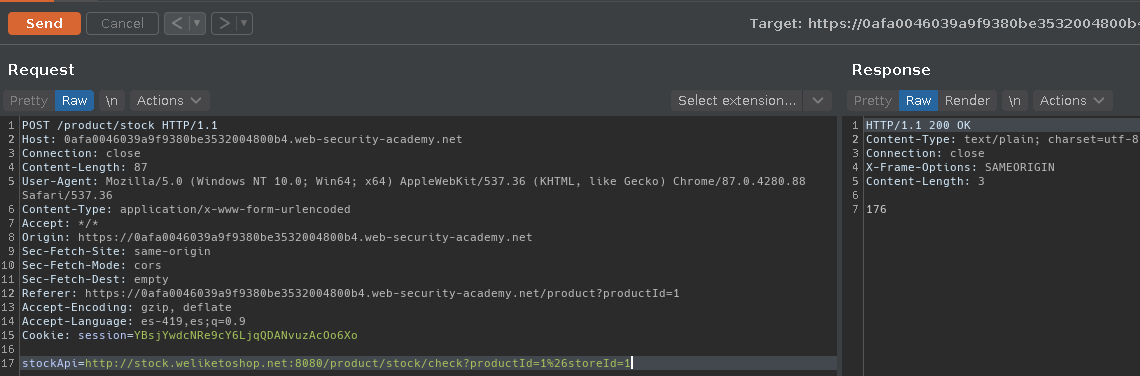 Send Cancel < > Target: https://0afa0046039a9f9380be3532004800b4
Request
Pretty Raw \n Actions Select extension...
1 POST /product/stock HTTP/1.1
2 Host: 0afa0046039a9f9380be3532004800b4.web-security-academy.net
3 Connection: close
4 Content-Length: 87
5 User-Agent: Mozilla/5.0 (Windows NT 10.0; Win64; x64) AppleWebKit/537.36 (KHTML, like Gecko) Chrome/87.0.4280.88
Safari/537.36
6 Content-Type: application/x-www-form-urlencoded
7 Accept: */*
8 Origin: https://0afa0046039a9f9380be3532004800b4.web-security-academy.net
9 Sec-Fetch-Site: same-origin
10 Sec-Fetch-Mode: cors
11 Sec-Fetch-Dest: empty
12 Referer: https://0afa0046039a9f9380be3532004800b4.web-security-academy.net/product?productId=1
13 Accept-Encoding: gzip, deflate
14 Accept-Language: es-419,es;q=0.9
15 Cookie: session=YBsjYwdcNRe9cY6LjqQDANvuzAcOo6Xo
16
17 stockApi=http://stock.weliketoshop.net:8080/product/stock/check?productId=1%26storeId=1
Response
Pretty Raw Render \n Actions
1 HTTP/1.1 200 OK
2 Content-Type: text/plain; charset=utf-8
3 Connection: close
4 X-Frame-Options: SAMEORIGIN
5 Content-Length: 3
6
7 176